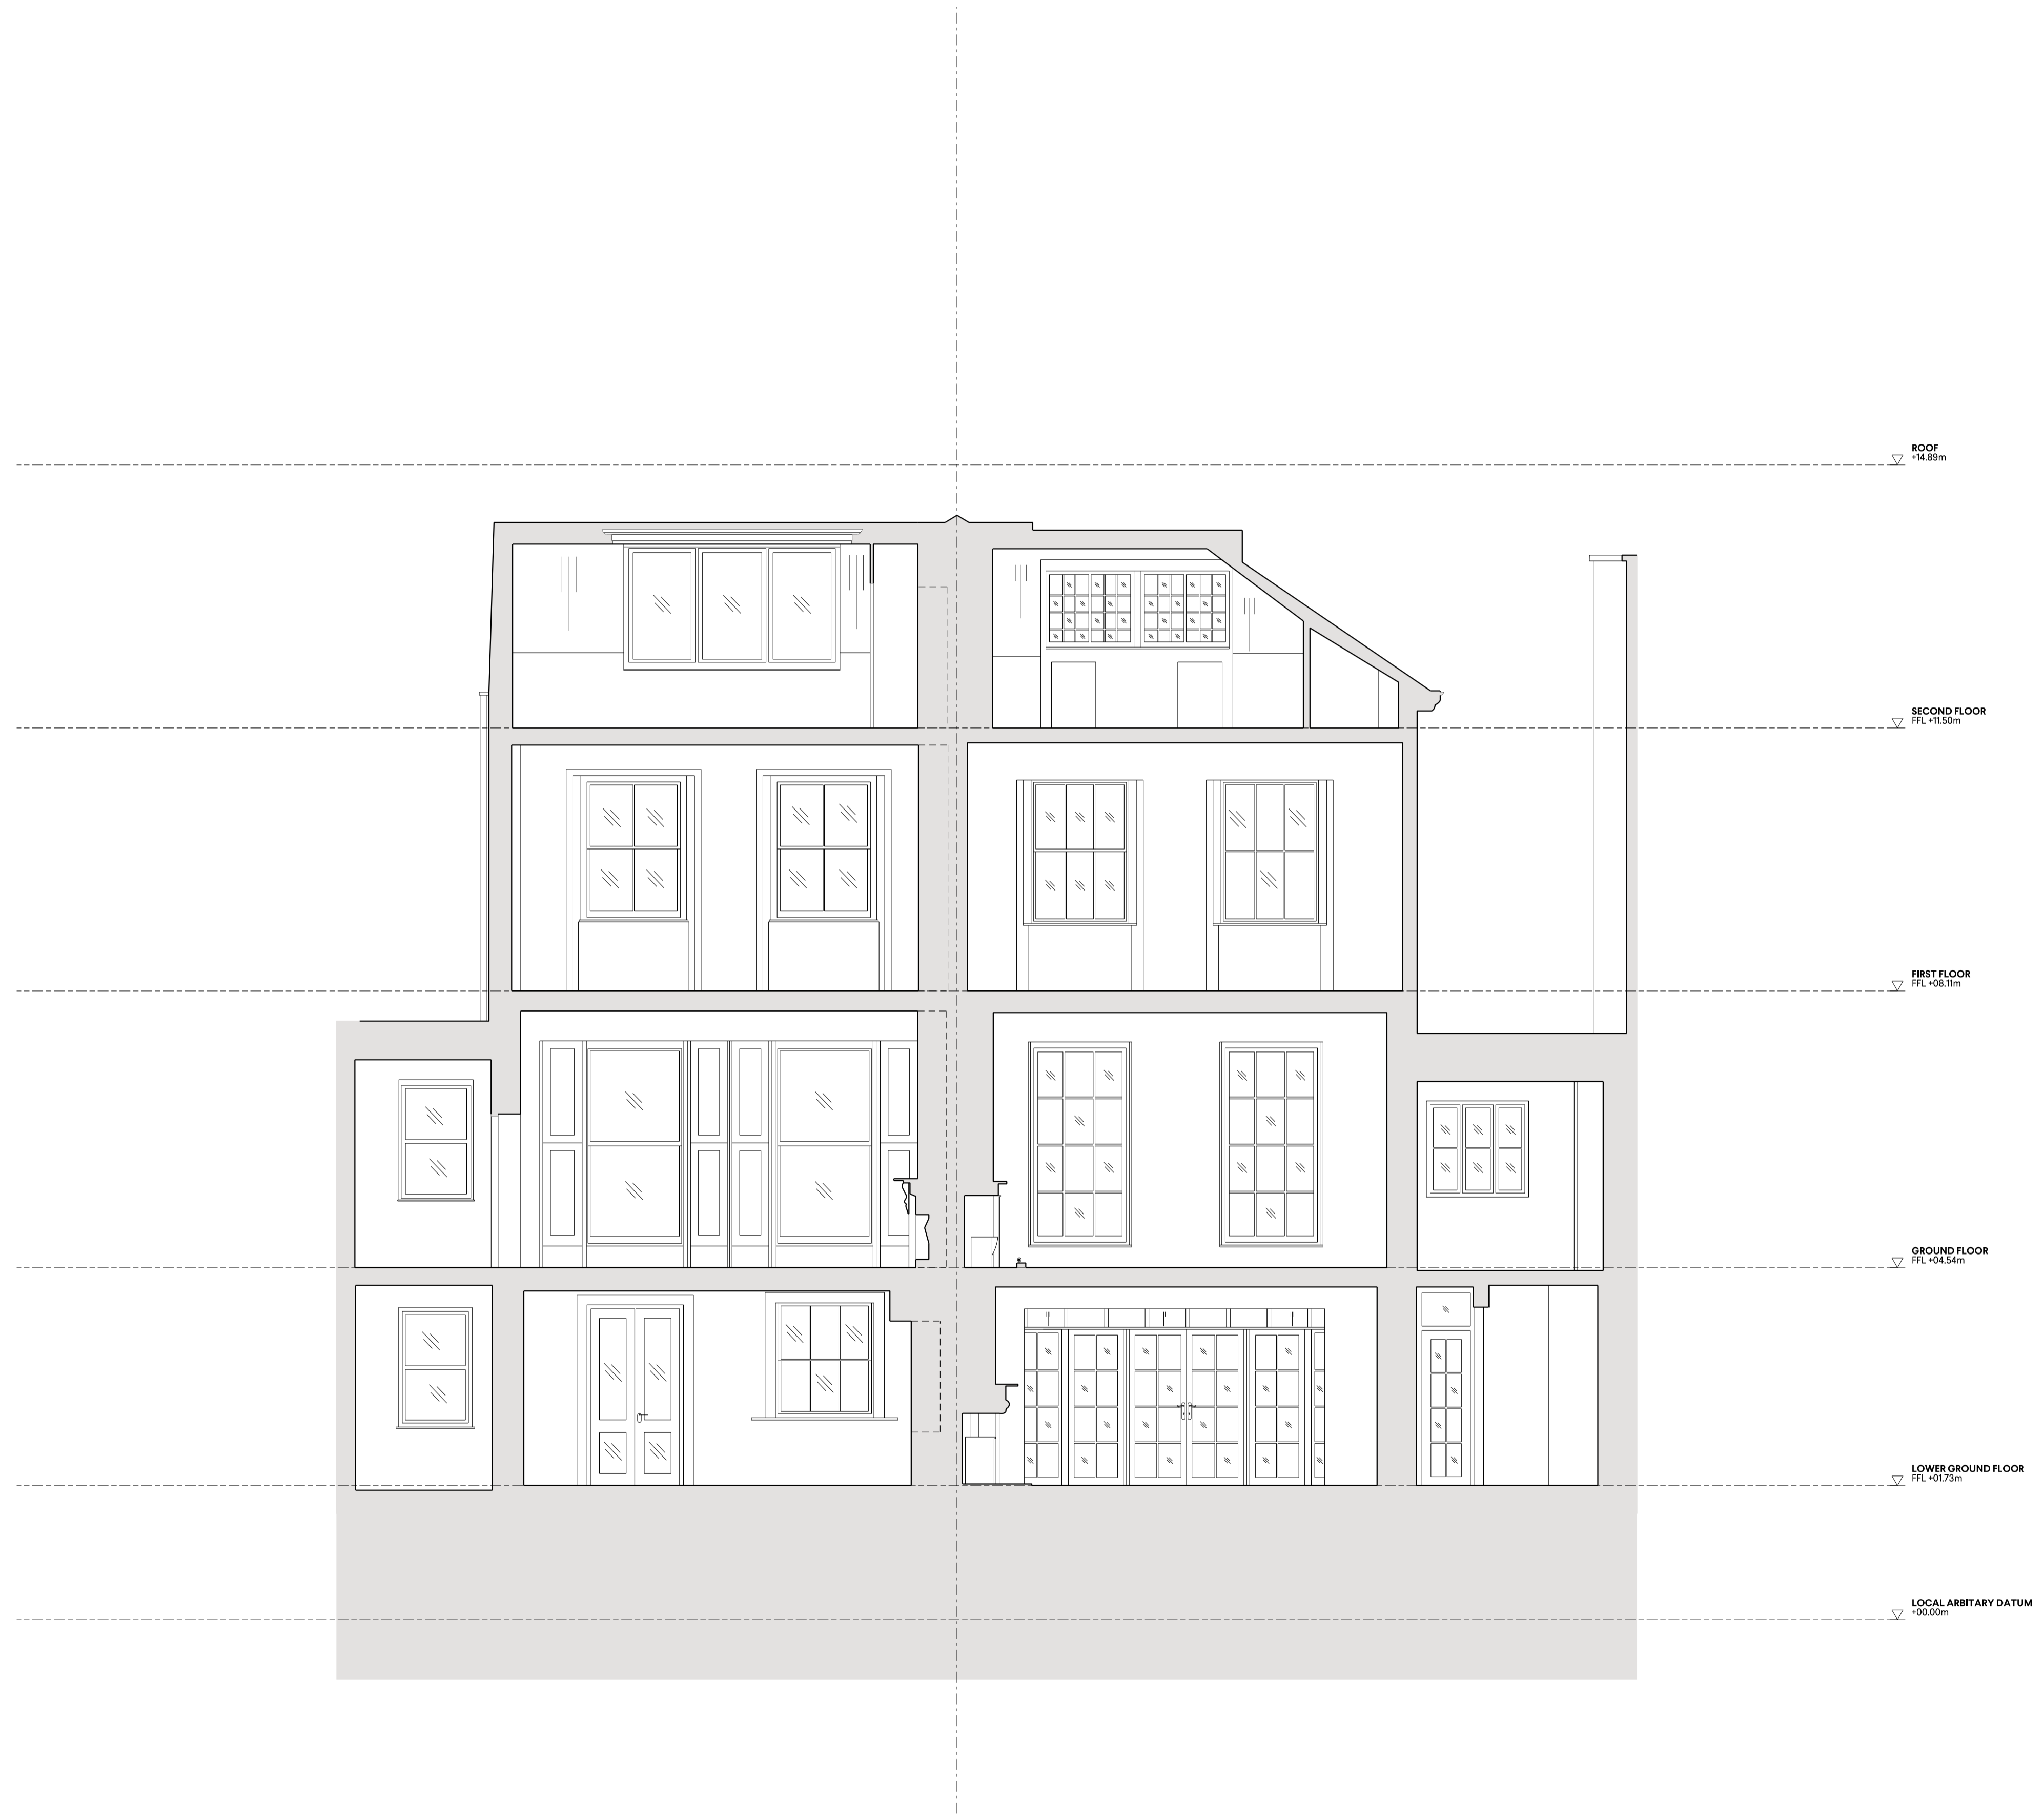 ROOF
+14.89m
SECOND FLOOR
FFL +11.50m
FIRST FLOOR
FFL +08.11m
GROUND FLOOR
FFL +04.54m
LOWER GROUND FLOOR
FFL +01.73m
LOCAL ARBITARY DATUM
+00.00m